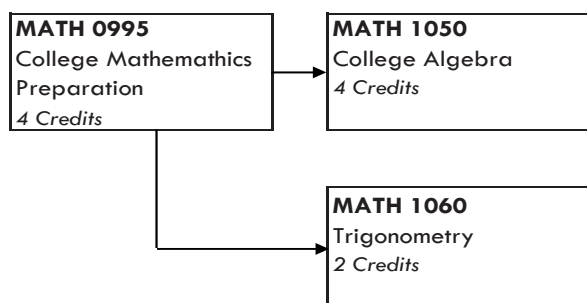 MATH 0995
College Mathemathics
Preparation
4 Credits
MATH 1050
College Algebra
4 Credits
MATH 1060
Trigonometry
2 Credits